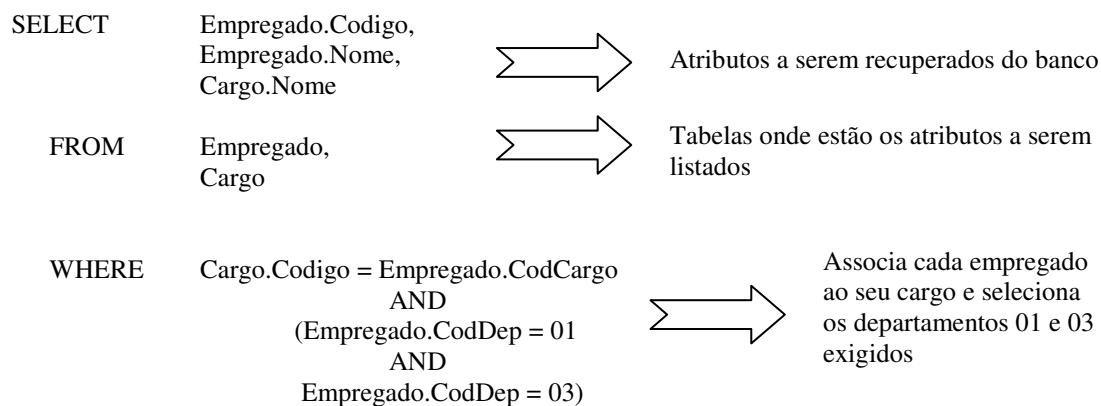 SELECT Empregado.Codigo,
Empregado.Nome,
Cargo.Nome
Atributos a serem recuperados do banco
FROM Empregado,
Cargo
Tabelas onde estão os atributos a serem
listados
WHERE Cargo.Codigo = Empregado.CodCargo
AND
(Empregado.CodDep = 01
AND
Empregado.CodDep = 03)
Associa cada empregado
ao seu cargo e seleciona
os departamentos 01 e 03
exigidos